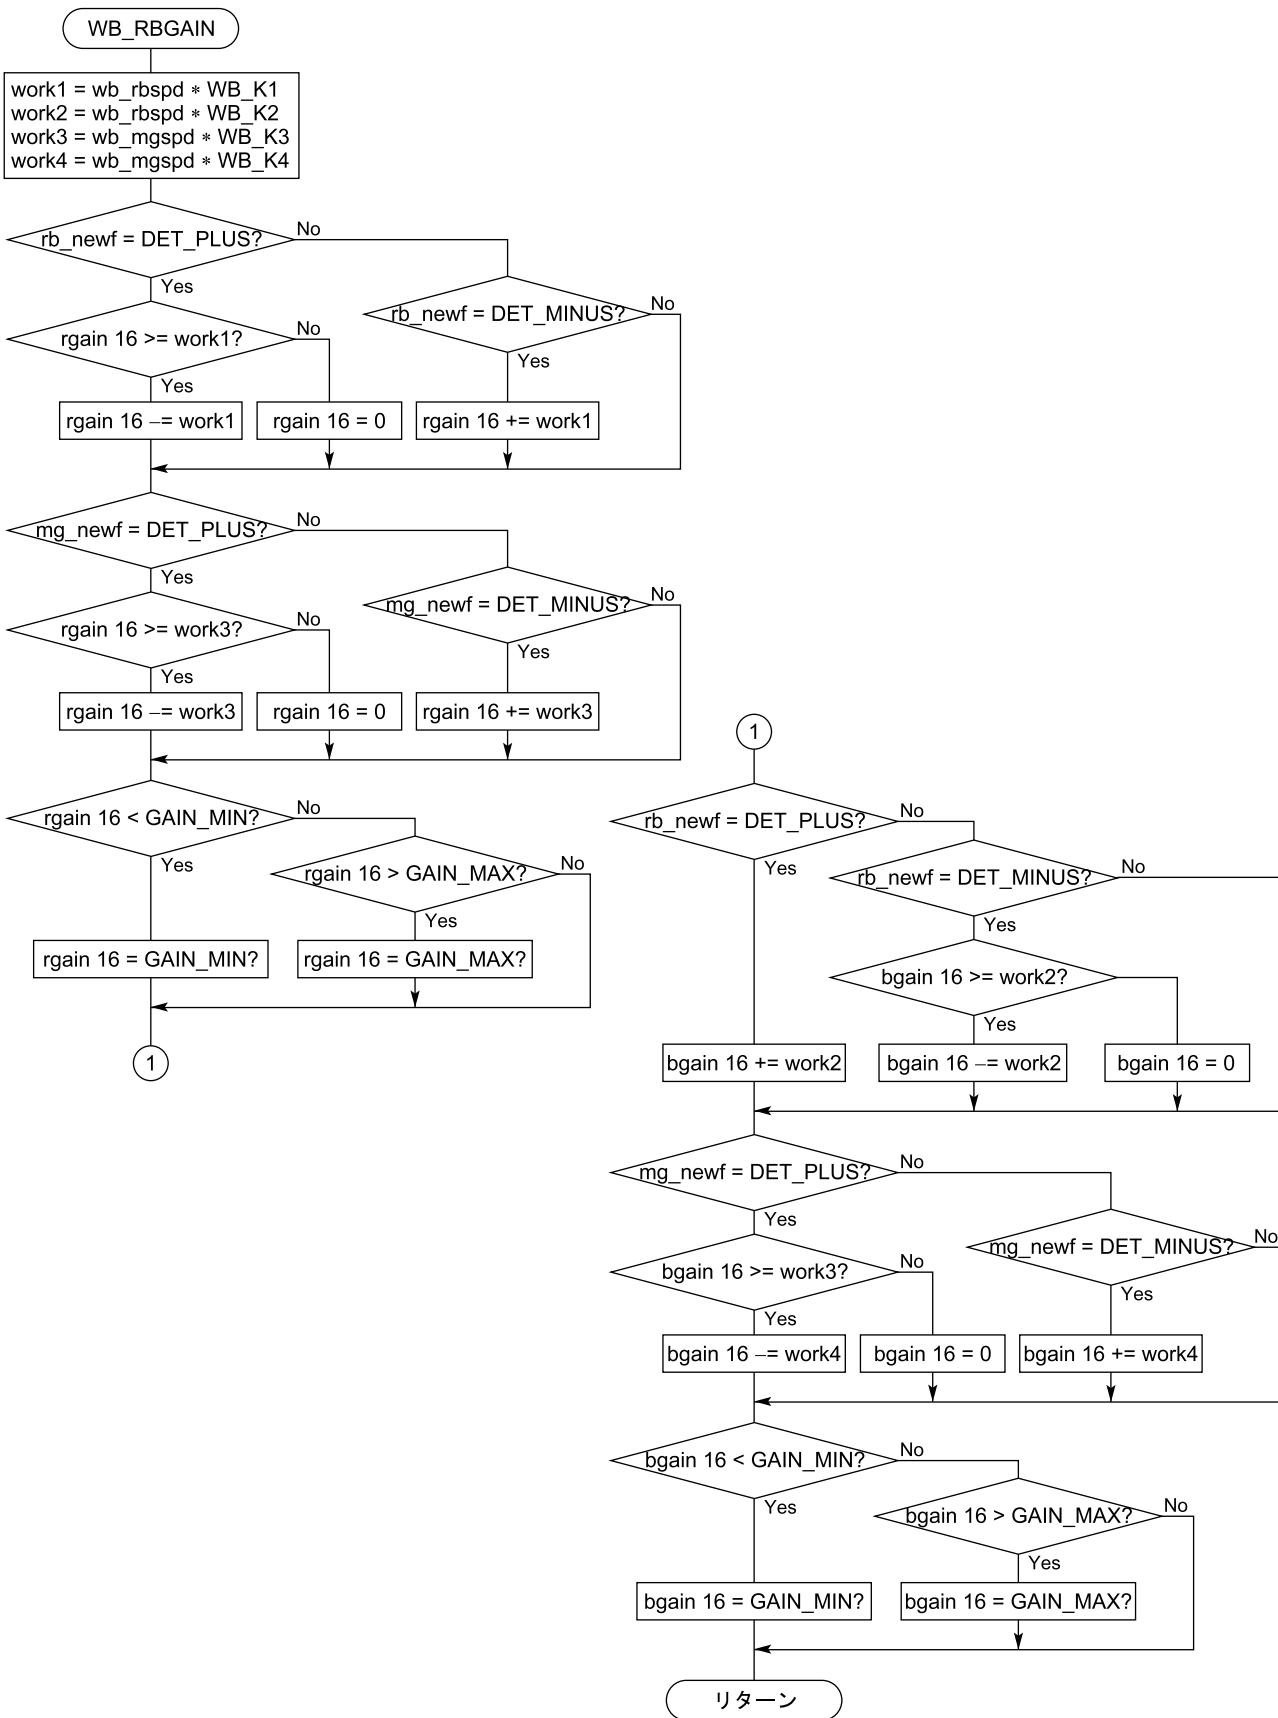 WB_RBGAIN
work1 = wb_rbspd * WB_K1
work2 = wb_rbspd * WB_K2
work3 = wb_mgspd * WB_K3
work4 = wb_mgspd * WB_K4
rb_newf = DET_PLUS?
No
Yes
rb_newf = DET_MINUS?
No
Yes
rgain 16 >= work1?
No
Yes
rgain 16 –= work1
rgain 16 = 0
rgain 16 += work1
mg_newf = DET_PLUS?
No
Yes
mg_newf = DET_MINUS?
No
Yes
rgain 16 >= work3?
No
Yes
rgain 16 –= work3
rgain 16 = 0
rgain 16 += work3
rgain 16 < GAIN_MIN?
No
Yes
rgain 16 > GAIN_MAX?
No
Yes
rgain 16 = GAIN_MIN?
rgain 16 = GAIN_MAX?
1
1
rb_newf = DET_PLUS?
No
Yes
rb_newf = DET_MINUS?
No
Yes
bgain 16 >= work2?
Yes
bgain 16 += work2
bgain 16 –= work2
bgain 16 = 0
mg_newf = DET_PLUS?
No
Yes
mg_newf = DET_MINUS?
No
Yes
bgain 16 >= work3?
No
Yes
bgain 16 –= work4
bgain 16 = 0
bgain 16 += work4
bgain 16 < GAIN_MIN?
No
Yes
bgain 16 > GAIN_MAX?
No
Yes
bgain 16 = GAIN_MIN?
bgain 16 = GAIN_MAX?
リターン